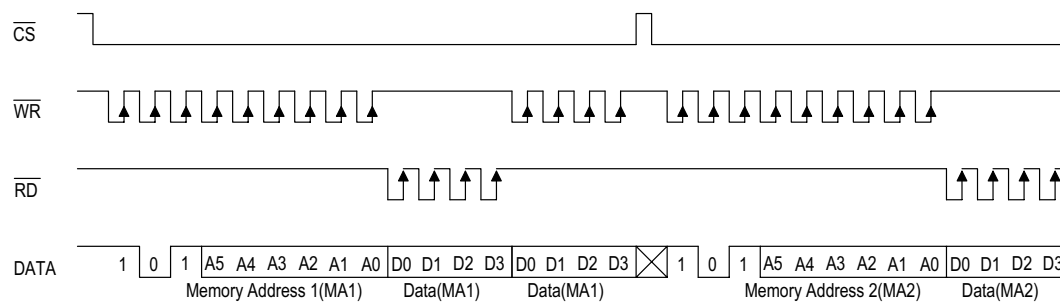 CS
WR
RD
DATA 1 0 1 A5 A4 A3 A2 A1 A0 D0 D1 D2 D3 D0 D1 D2 D3 1 0 1 A5 A4 A3 A2 A1 A0 D0 D1 D2 D3
Memory Address 1(MA1) Data(MA1) Data(MA1) Memory Address 2(MA2) Data(MA2)